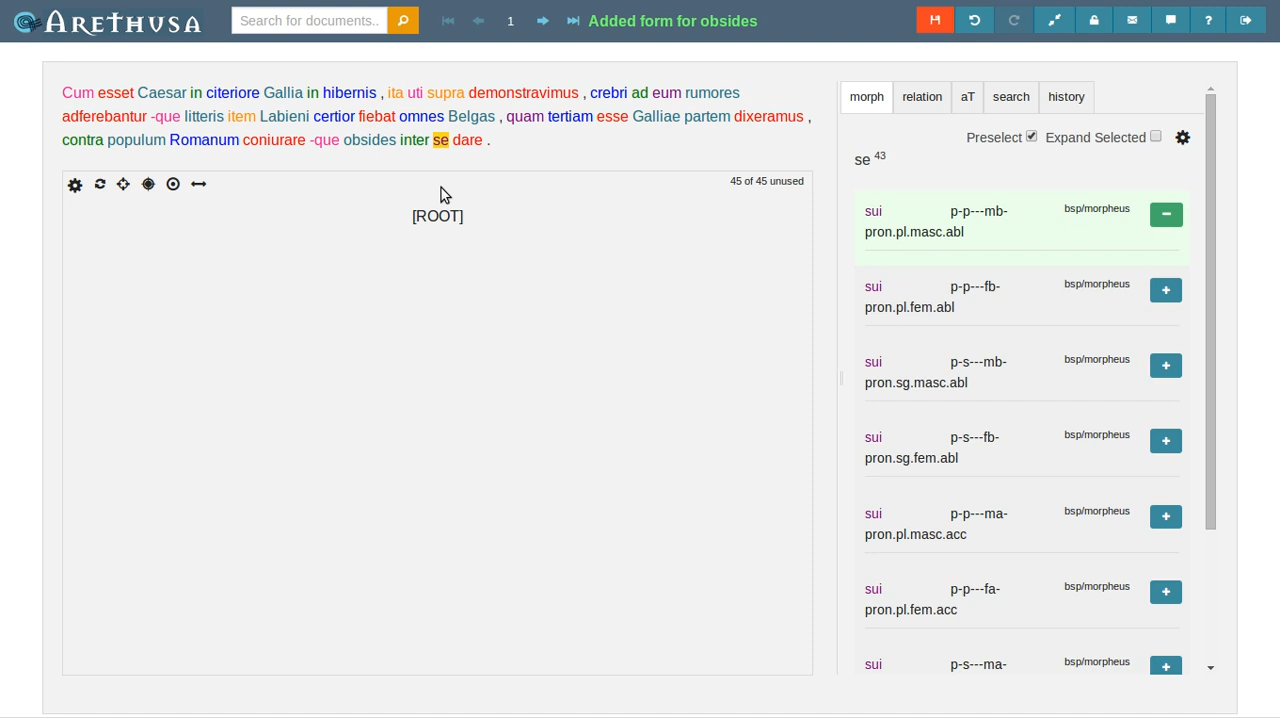 ARETHUSA Search for documents.. 1 Added form for obsides ?
Cum esset Caesar in citeriore Gallia in hibernis , ita uti supra demonstravimus , crebri ad eum rumores
adferebantur -que litteris item Labieni certior fiebat omnes Belgas , quam tertiam esse Galliae partem dixeramus ,
contra populum Romanum coniurare -que obsides inter se dare .
45 of 45 unused
[ROOT]
morph relation aT search history
Preselect Expand Selected
se 43
sui p-p---mb- bsp/morpheus
pron.pl.masc.abl
sui p-p---fb- bsp/morpheus
pron.pl.fem.abl
sui p-s---mb- bsp/morpheus
pron.sg.masc.abl
sui p-s---fb- bsp/morpheus
pron.sg.fem.abl
sui p-p---ma- bsp/morpheus
pron.pl.masc.acc
sui p-p---fa- bsp/morpheus
pron.pl.fem.acc
sui p-s---ma- bsp/morpheus